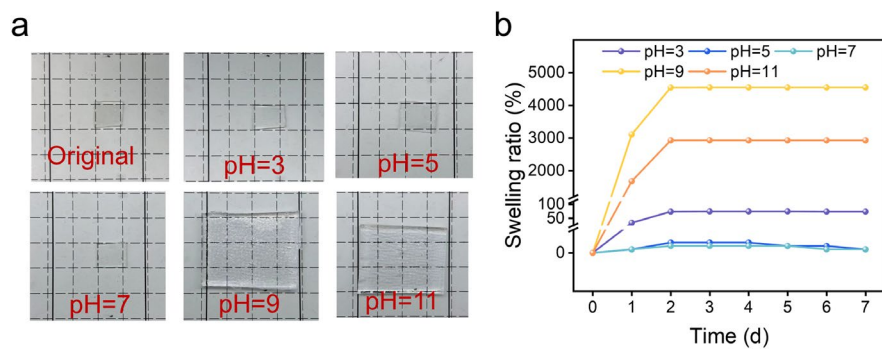 a
Original
pH=3
pH=5
pH=7
pH=9
pH=11
b
pH=3 pH=5 pH=7
pH=9 pH=11
Swelling ratio (%)
5000
4000
3000
2000
100
50
0
0 1 2 3 4 5 6 7
Time (d)